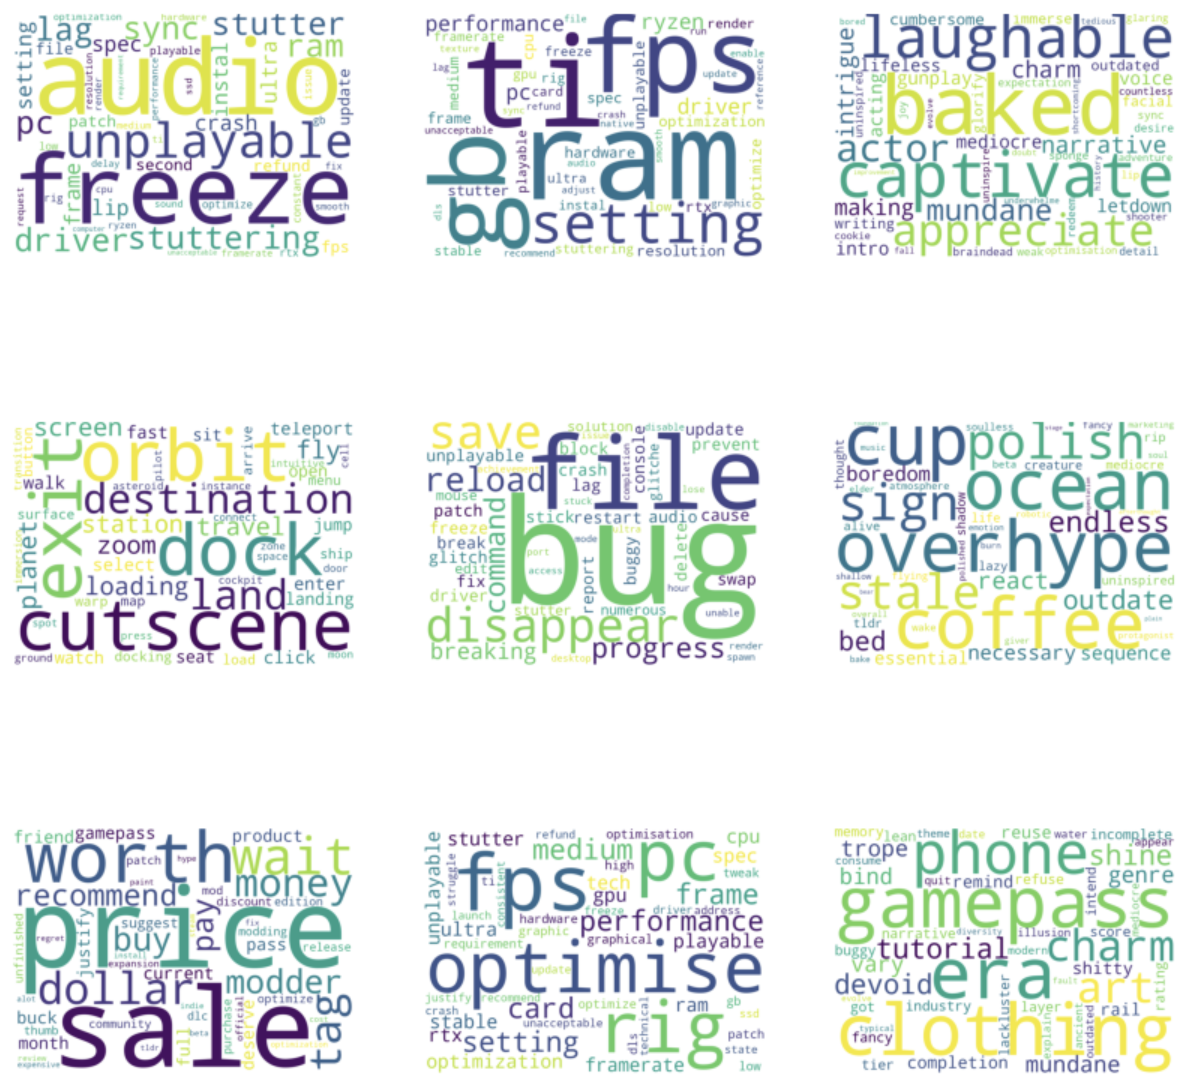 optimization hardware
lag sync stutter
file spec playable ram
setting audio instal ultra issue
resolution render requirement performance ssd update
pc patch medium crash gb
unplayable
low delay second refund fix
freeze
request rig frame cpu sound optimize constant smooth
lip computer ryzen
driver stuttering fps
unacceptable framerate rtx
performance file ryzen render
framerate cpu freeze run enable
texture ti fps
lag medium gpu rig update reference
pc card spec unplayable driver
frame refund crash native optimization
unacceptable sync
gb ram
hardware audio smooth
playable ultra optimize
stutter adjust
dls instal low rtx graphic
setting
stable recommend stuttering resolution
bored cumbersome immerse tedious glaring
laughable
intrigue lifeless charm outdated
uninspired acting gunplay expectation voice
joy evolve baked glorify shortcoming countless
facial sync desire
actor mediocre narrative
improvement doubt sponge adventure
captivate uninspire history lip
making underwhelme redeem letdown
mundane
writing appreciate shooter
cookie
intro fall braindead weak optimisation detail
screen fast sit teleport
transition button exit orbit pilot arrive fly cell
intuitive
walk asteroid instance open menu
destination
surface station connect travel jump
planet zoom dock zone space ship
select door
loading cockpit enter
warp map land landing
spot cutscene
press
ground watch docking seat load click moon
save solution disable update
issue
unplayable file block prevent
achievement crash completion console glitche
reload lag lose
mouse stuck
patch stick restart audio cause
freeze command bug ultra
break port mode delete
glitch access report buggy swap
edit
fix hour
driver stutter numerous unable
disappear
breaking progress render
desktop spawn
cup polish soulless stage fancy marketing
thought music rip
boredom beta creature mediocre soul
elder atmosphere ocean expectation
sign shadow life robotic endless
alive emotion
overhype
polished lazy burn
shallow trying react uninspired
stale bear
overall outdate
tldr coffee plain
bed wake giver protagonist
bake essential necessary sequence
friend gamepass product
worth wait
patch hype
recommend paint mod money
discount edition
price
unfinished regret justify suggest buy pay fix modding pass release
install
expansion
dollar current modder
alot indie optimize
buck community full dlc purchase official deserve tag
thumb beta cost
month sale
tldr
review optimisation
expensive
stutter refund optimisation cpu
unplayable struggle medium high pc spec
fps tech tweak
ti consistent gpu frame
launch hardware freeze driver address
ultra graphic performance
requirement graphical playable
optimise
update
justify recommend card optimize ram gb
crash ssd
stable unacceptable rig
rtx setting dls technical patch
state
optimization framerate low
memory lean theme date reuse water incomplete
trope phone shine appear
consume
bind quit remind refuse intend genre
gamepass
narrative diversity illusion score mediocre
buggy tutorial modern charm
vary era shitty
devoid fault art
evolve industry lackluster layer rail rating
got explain ancient outdated
typical clothing
fancy
tier completion mundane